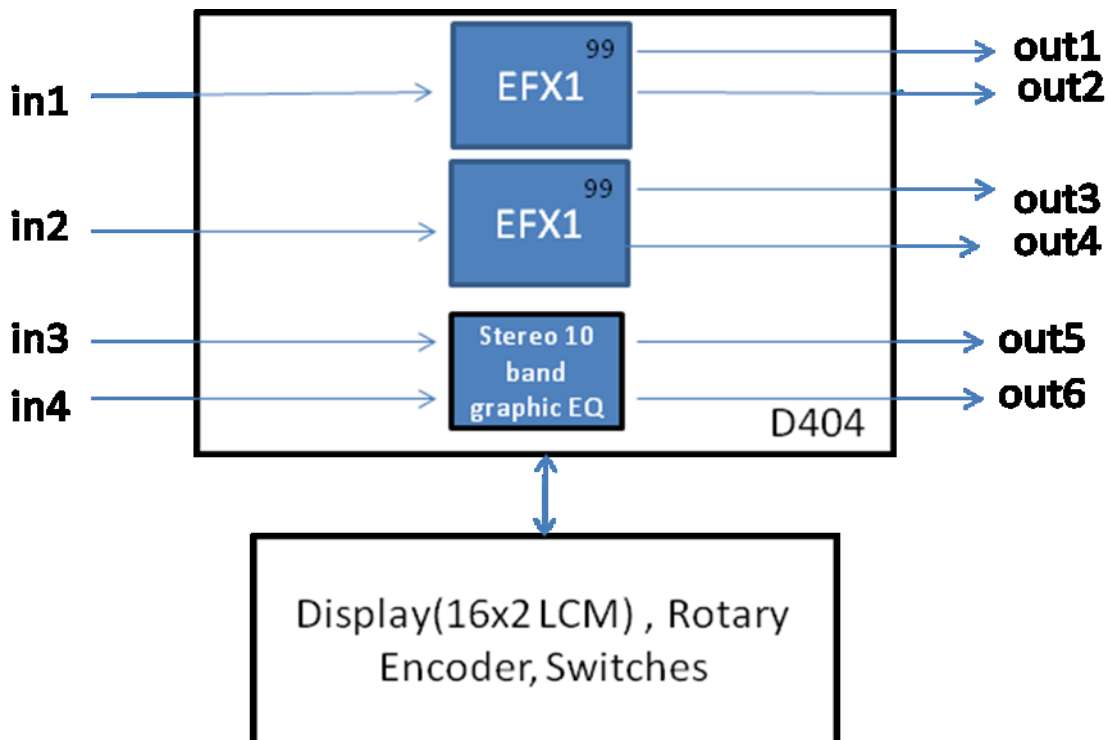 99
EFX1
out1
in1
out2
99
EFX1
out3
in2
out4
in3
Stereo 10
band
graphic EQ
out5
in4
out6
D404
Display(16x2 LCM) , Rotary
Encoder, Switches